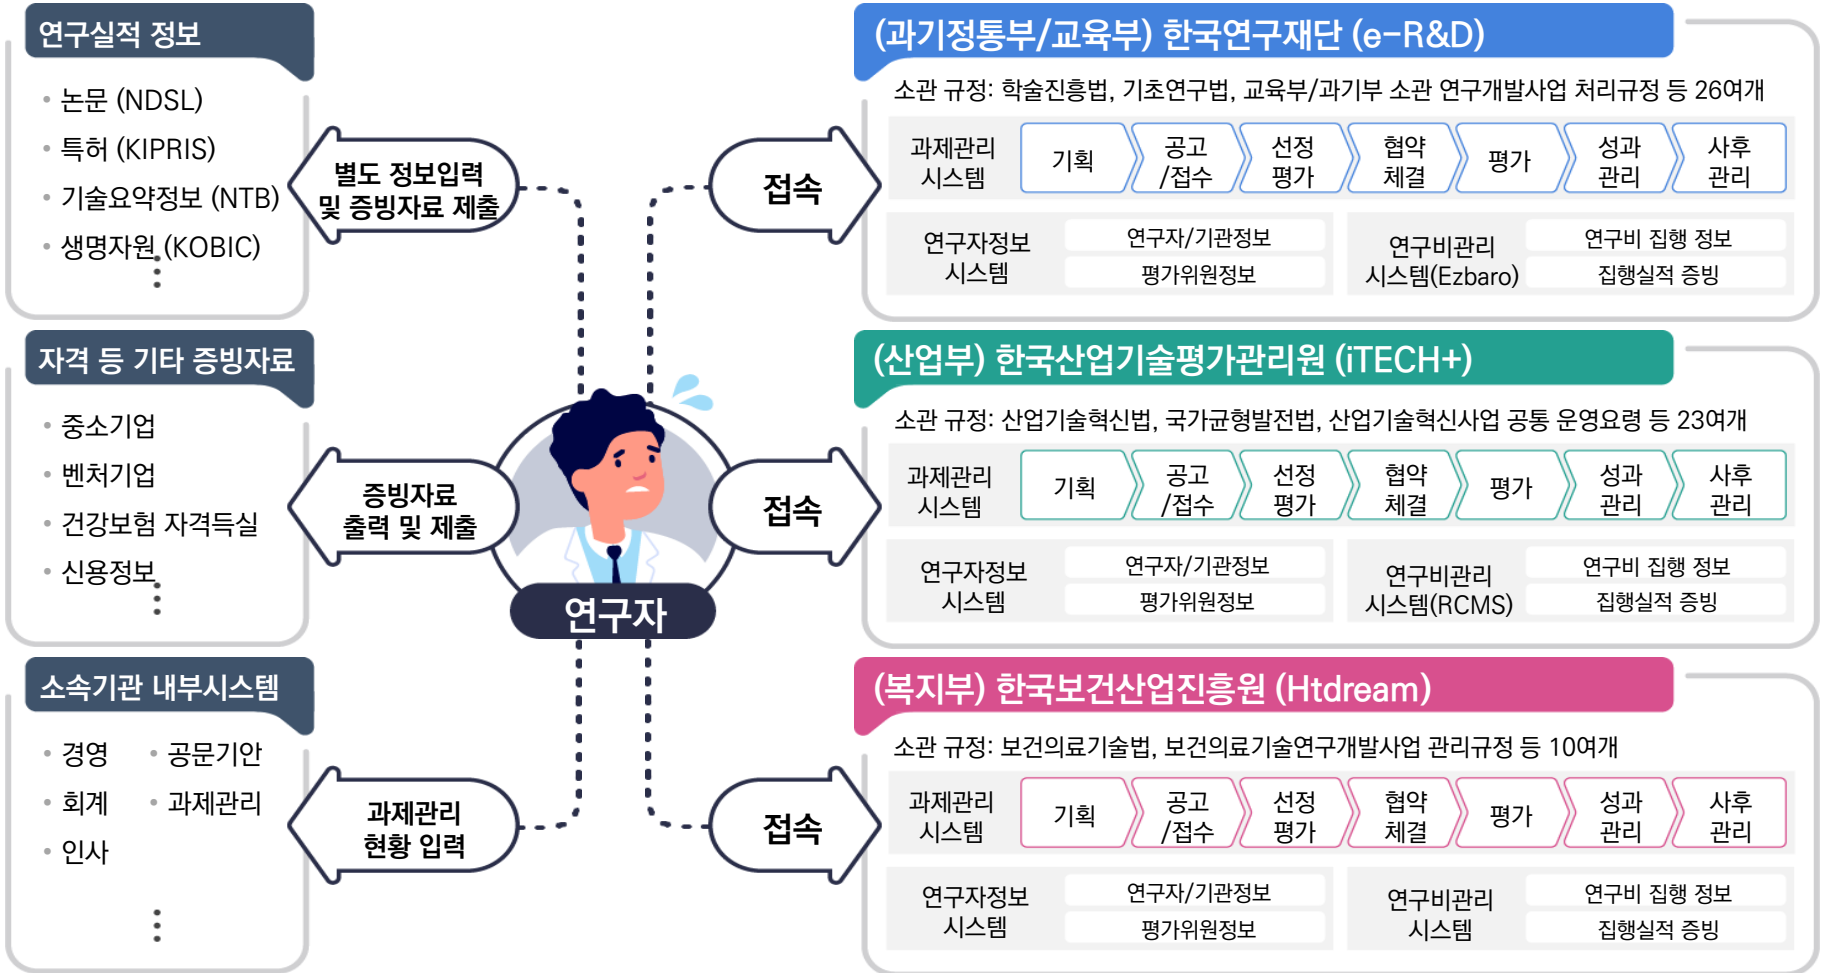 연구실적 정보
• 논문 (NDSL)
• 특허 (KIPRIS)
• 기술요약정보 (NTB)
• 생명자원 (KOBIC)
자격 등 기타 증빙자료
• 중소기업
• 벤처기업
• 건강보험 자격득실
• 신용정보
소속기관 내부시스템
• 경영 • 공문기안
• 회계 • 과제관리
• 인사
별도 정보입력
및 증빙자료 제출
증빙자료
출력 및 제출
과제관리
현황 입력
연구자
접속
접속
접속
(과기정통부/교육부) 한국연구재단 (e-R&D)
소관 규정: 학술진흥법, 기초연구법, 교육부/과기부 소관 연구개발사업 처리규정 등 26여개
과제관리
시스템
기획
공고
/접수
선정
평가
협약
체결
평가
성과
관리
사후
관리
연구자정보
시스템
연구자/기관정보
평가위원정보
연구비관리
시스템(Ezbaro)
연구비 집행 정보
집행실적 증빙
(산업부) 한국산업기술평가관리원 (iTECH+)
소관 규정: 산업기술혁신법, 국가균형발전법, 산업기술혁신사업 공통 운영요령 등 23여개
과제관리
시스템
기획
공고
/접수
선정
평가
협약
체결
평가
성과
관리
사후
관리
연구자정보
시스템
연구자/기관정보
평가위원정보
연구비관리
시스템(RCMS)
연구비 집행 정보
집행실적 증빙
(복지부) 한국보건산업진흥원 (Htdream)
소관 규정: 보건의료기술법, 보건의료기술연구개발사업 관리규정 등 10여개
과제관리
시스템
기획
공고
/접수
선정
평가
협약
체결
평가
성과
관리
사후
관리
연구자정보
시스템
연구자/기관정보
평가위원정보
연구비관리
시스템
연구비 집행 정보
집행실적 증빙